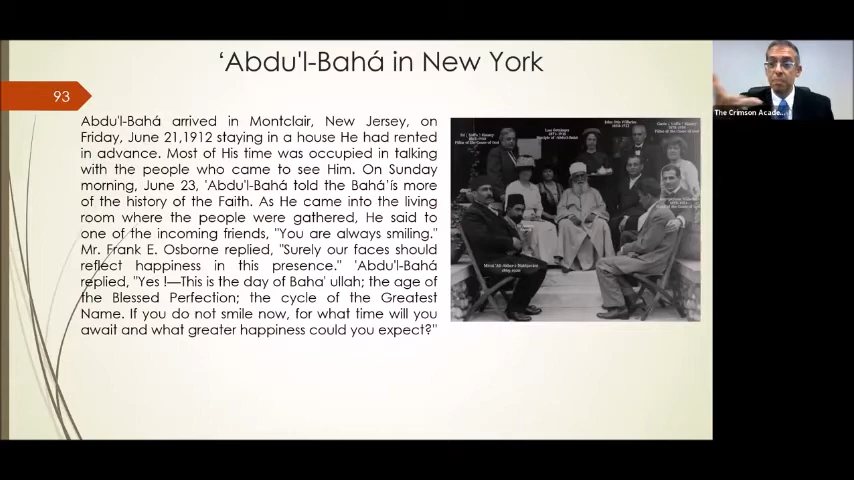 ‘Abdu'l-Bahá in New York
93
Abdu'l-Bahá arrived in Montclair, New Jersey, on
Friday, June 21,1912 staying in a house He had rented
in advance. Most of His time was occupied in talking
with the people who came to see Him. On Sunday
morning, June 23, 'Abdu'l-Bahá told the Bahá'ís more
of the history of the Faith. As He came into the living
room where the people were gathered, He said to
one of the incoming friends, "You are always smiling."
Mr. Frank E. Osborne replied, "Surely our faces should
reflect happiness in this presence." 'Abdu'l-Bahá
replied, "Yes !—This is the day of Baha' ullah; the age of
the Blessed Perfection; the cycle of the Greatest
Name. If you do not smile now, for what time will you
await and what greater happiness could you expect?"
The Crimson Acade...